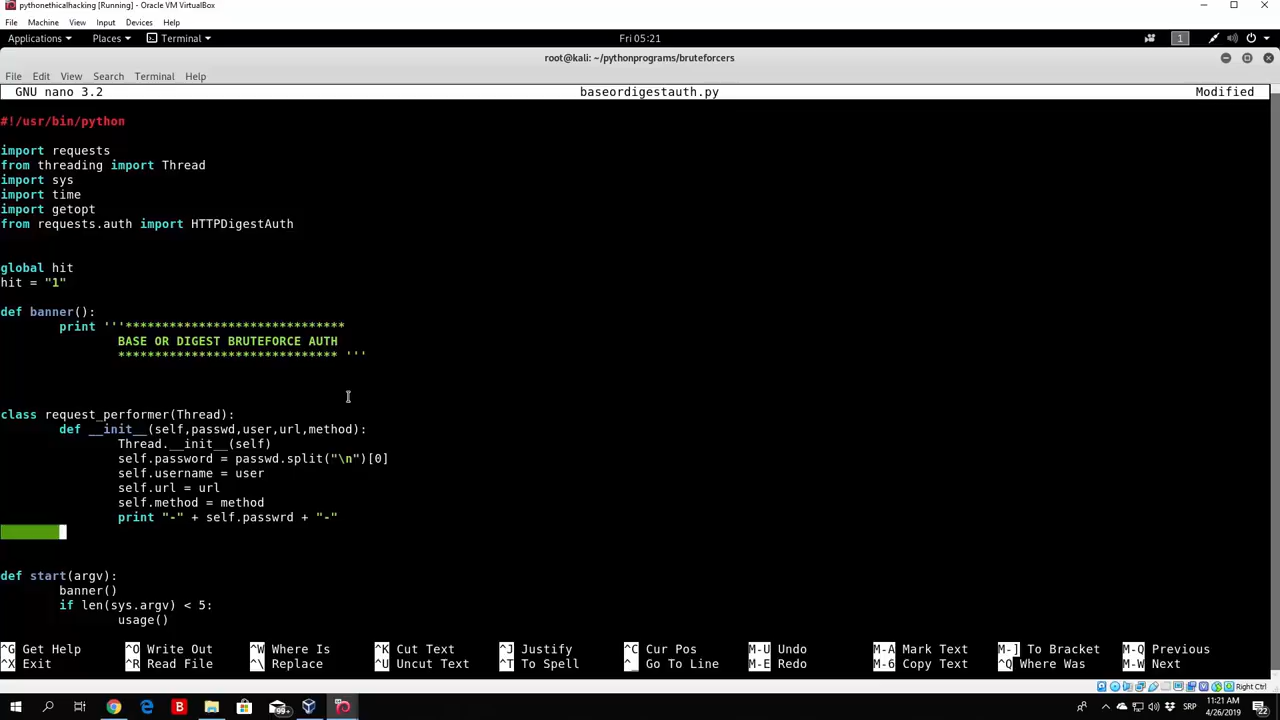 pythonethicalhacking [Running] - Oracle VM VirtualBox
File Machine View Input Devices Help
Applications Places Terminal Fri 05:21 1
root@kali: ~/pythonprograms/bruteforcers
File Edit View Search Terminal Help
GNU nano 3.2 baseordigestauth.py Modified
#!/usr/bin/python
import requests
from threading import Thread
import sys
import time
import getopt
from requests.auth import HTTPDigestAuth
global hit
hit = "1"
def banner():
print '''******************************
BASE OR DIGEST BRUTEFORCE AUTH
****************************** '''
class request_performer(Thread):
def __init__(self,passwd,user,url,method):
Thread.__init__(self)
self.password = passwd.split("\n")[0]
self.username = user
self.url = url
self.method = method
print "-" + self.passwrd + "-"
def start(argv):
banner()
if len(sys.argv) < 5:
usage()
^G Get Help ^O Write Out ^W Where Is ^K Cut Text ^J Justify ^C Cur Pos M-U Undo M-A Mark Text M-] To Bracket M-Q Previous
^X Exit ^R Read File ^\ Replace ^U Uncut Text ^T To Spell ^_ Go To Line M-E Redo M-6 Copy Text ^Q Where Was M-W Next
Right Ctrl
B 99+ SRP 11:21 AM
4/26/2019 22